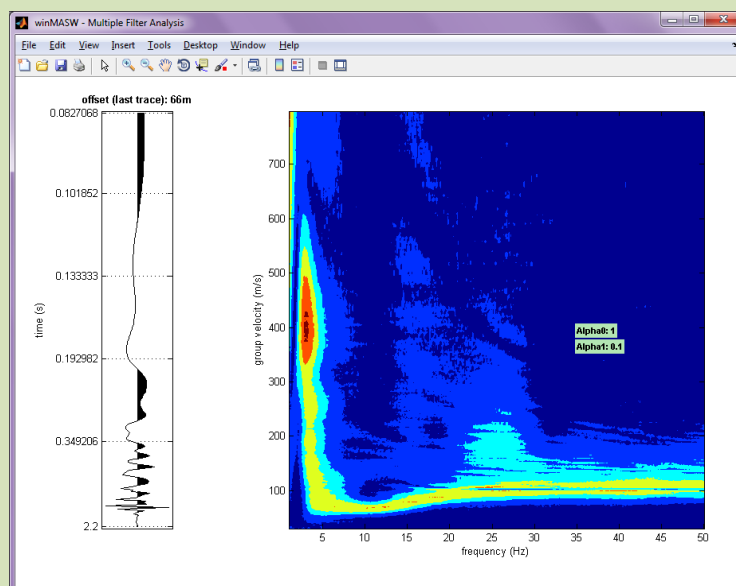 winMASW - Multiple Filter Analysis
File Edit View Insert Tools Desktop Window Help
offset (last trace): 66m
0.0827068
0.101852
0.133333
0.192982
0.349206
2.2
time (s)
700
600
500
400
300
200
100
group velocity (m/s)
Alpha0: 1
Alpha1: 0.1
5 10 15 20 25 30 35 40 45 50
frequency (Hz)